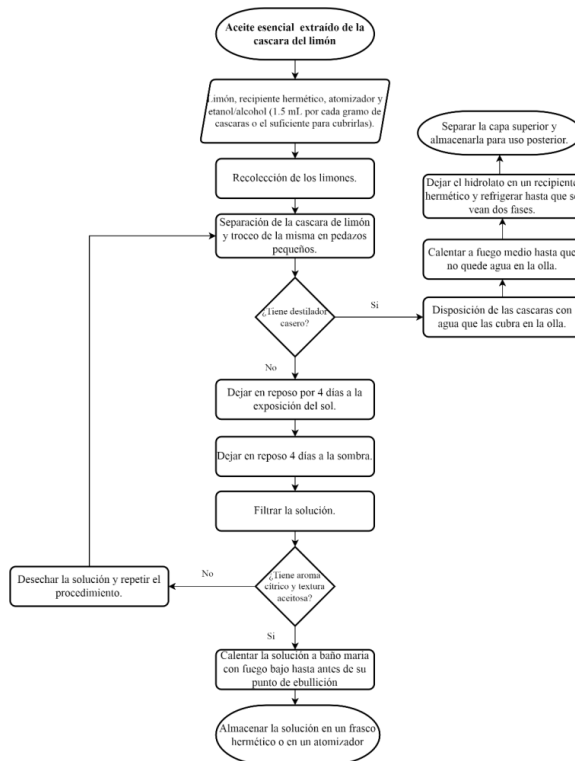 Aceite esencial extraído de la
cascara del limón
Limón, recipiente hermético, atomizador y
etanol/alcohol (1.5 mL por cada gramo de
cascaras o el suficiente para cubrirlas).
Recolección de los limones.
Separación de la cascara de limón
y troceo de la misma en pedazos
pequeños.
¿Tiene destilador
casero?
Si
Disposición de las cascaras con
agua que las cubra en la olla.
Calentar a fuego medio hasta que
no quede agua en la olla.
Dejar el hidrolato en un recipiente
hermético y refrigerar hasta que se
vean dos fases.
Separar la capa superior y
almacenarla para uso posterior.
No
Dejar en reposo por 4 días a la
exposición del sol.
Dejar en reposo 4 días a la sombra.
Filtrar la solución.
¿Tiene aroma
cítrico y textura
aceitosa?
No
Desechar la solución y repetir el
procedimiento.
Si
Calentar la solución a baño maria
con fuego bajo hasta antes de su
punto de ebullición
Almacenar la solución en un frasco
hermético o en un atomizador